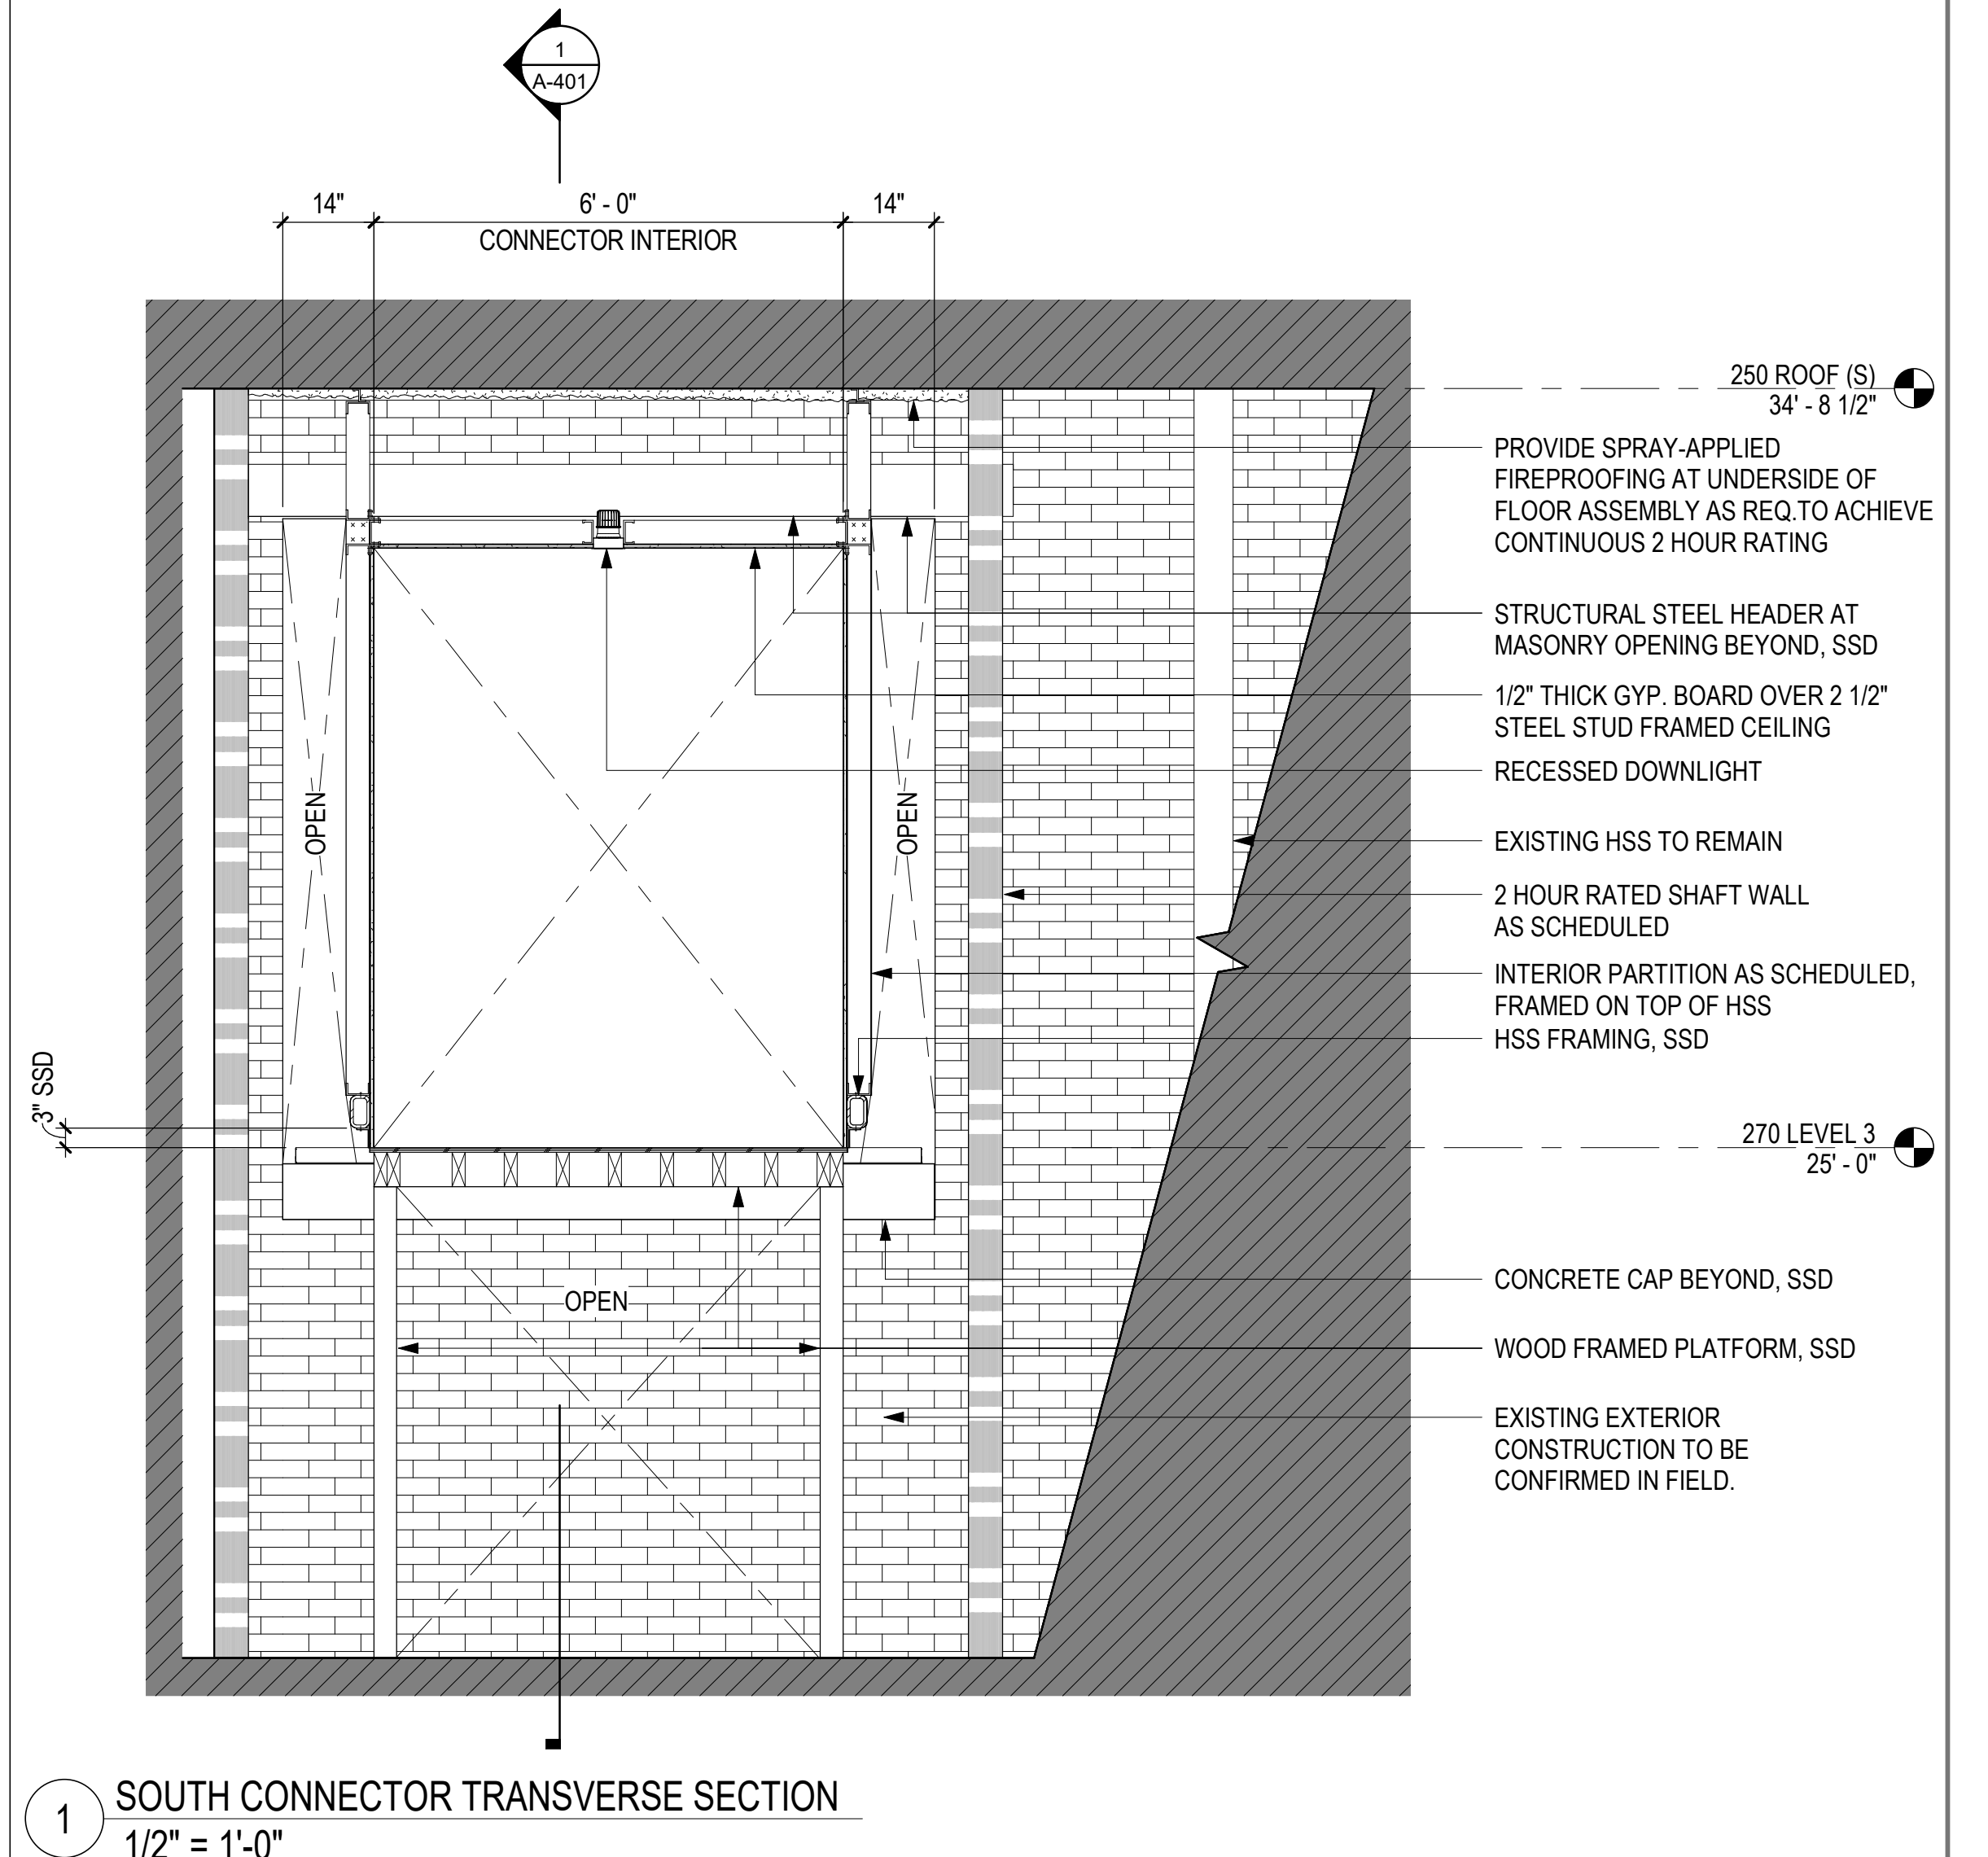 1
A-401
14"
6' - 0"
14"
CONNECTOR INTERIOR
250 ROOF (S)
34' - 8 1/2"
PROVIDE SPRAY-APPLIED
FIREPROOFING AT UNDERSIDE OF
FLOOR ASSEMBLY AS REQ.TO ACHIEVE
CONTINUOUS 2 HOUR RATING
STRUCTURAL STEEL HEADER AT
MASONRY OPENING BEYOND, SSD
1/2" THICK GYP. BOARD OVER 2 1/2"
STEEL STUD FRAMED CEILING
RECESSED DOWNLIGHT
OPEN
OPEN
EXISTING HSS TO REMAIN
2 HOUR RATED SHAFT WALL
AS SCHEDULED
INTERIOR PARTITION AS SCHEDULED,
FRAMED ON TOP OF HSS
HSS FRAMING, SSD
3" SSD
270 LEVEL 3
25' - 0"
CONCRETE CAP BEYOND, SSD
OPEN
WOOD FRAMED PLATFORM, SSD
EXISTING EXTERIOR
CONSTRUCTION TO BE
CONFIRMED IN FIELD.
1
SOUTH CONNECTOR TRANSVERSE SECTION
1/2" = 1'-0"